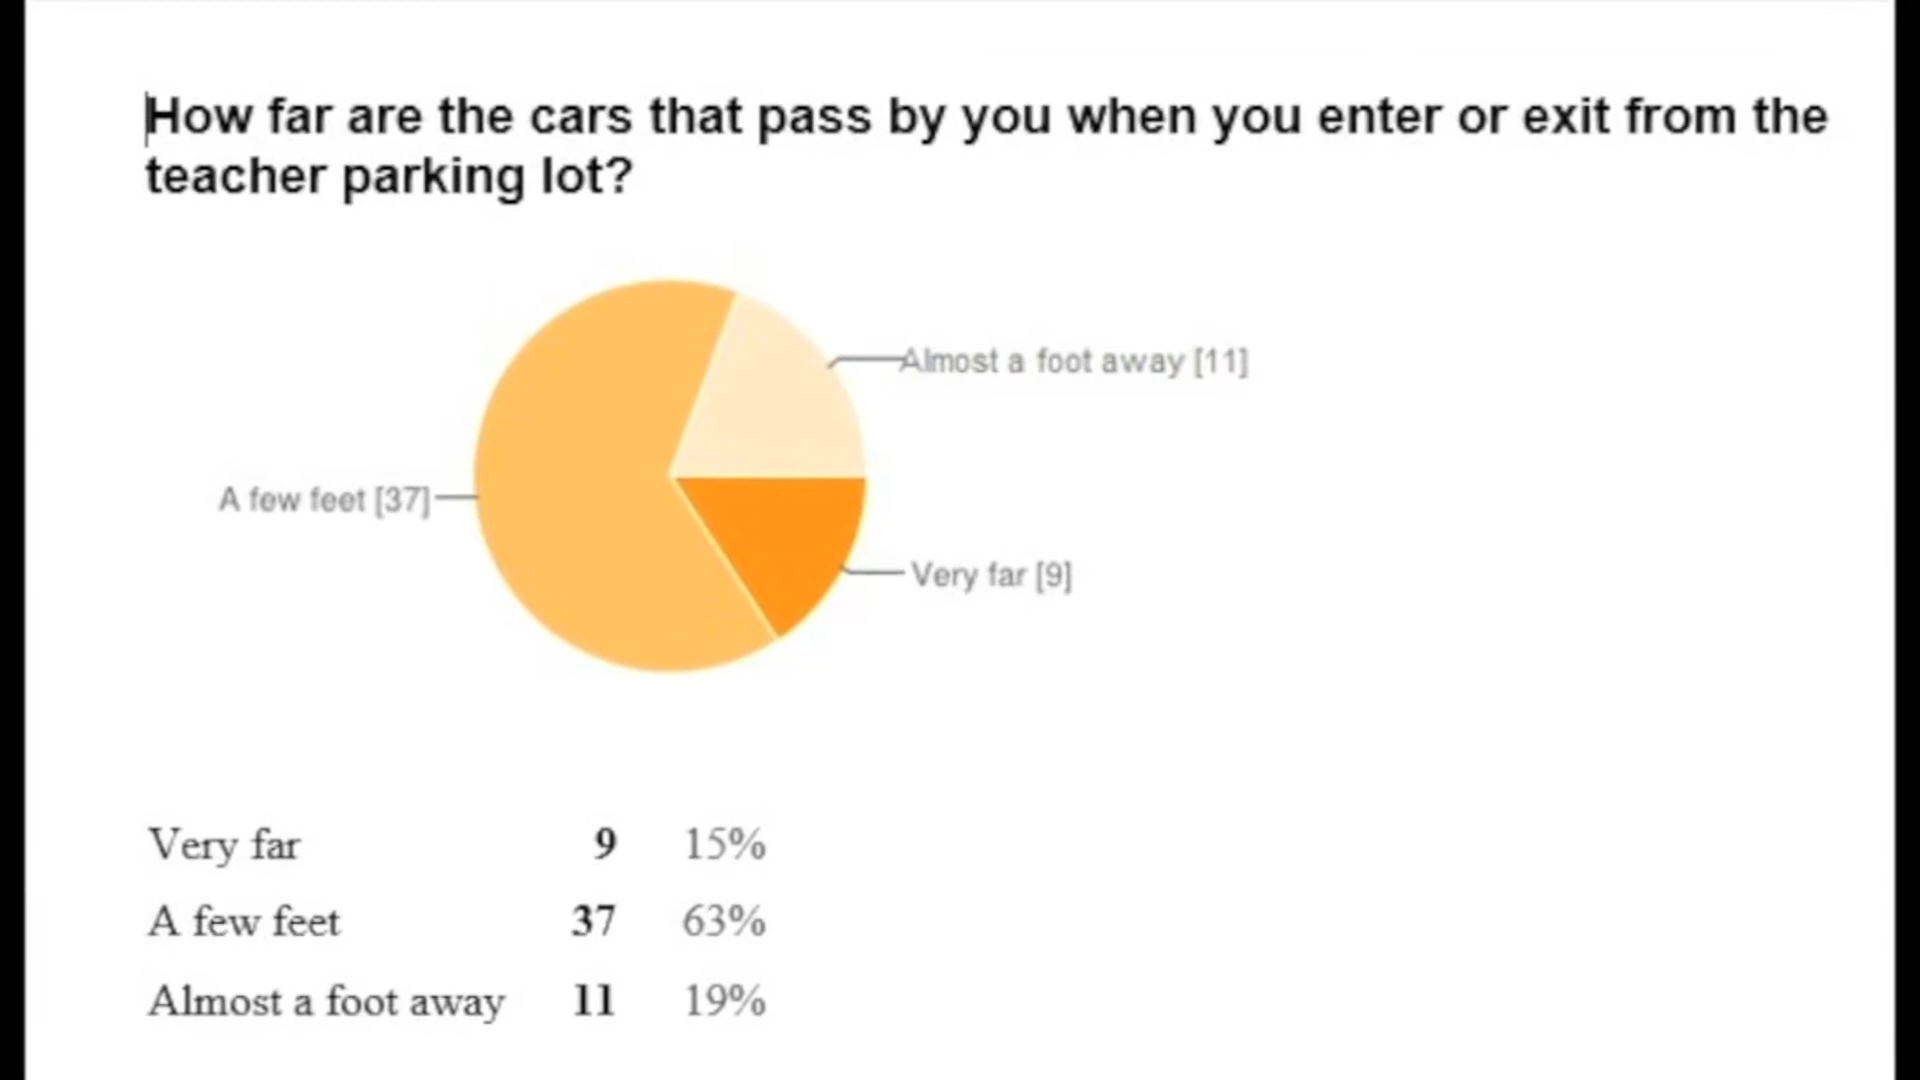 How far are the cars that pass by you when you enter or exit from the
teacher parking lot?
Almost a foot away [11]
A few feet [37]
Very far [9]
Very far 9 15%
A few feet 37 63%
Almost a foot away 11 19%